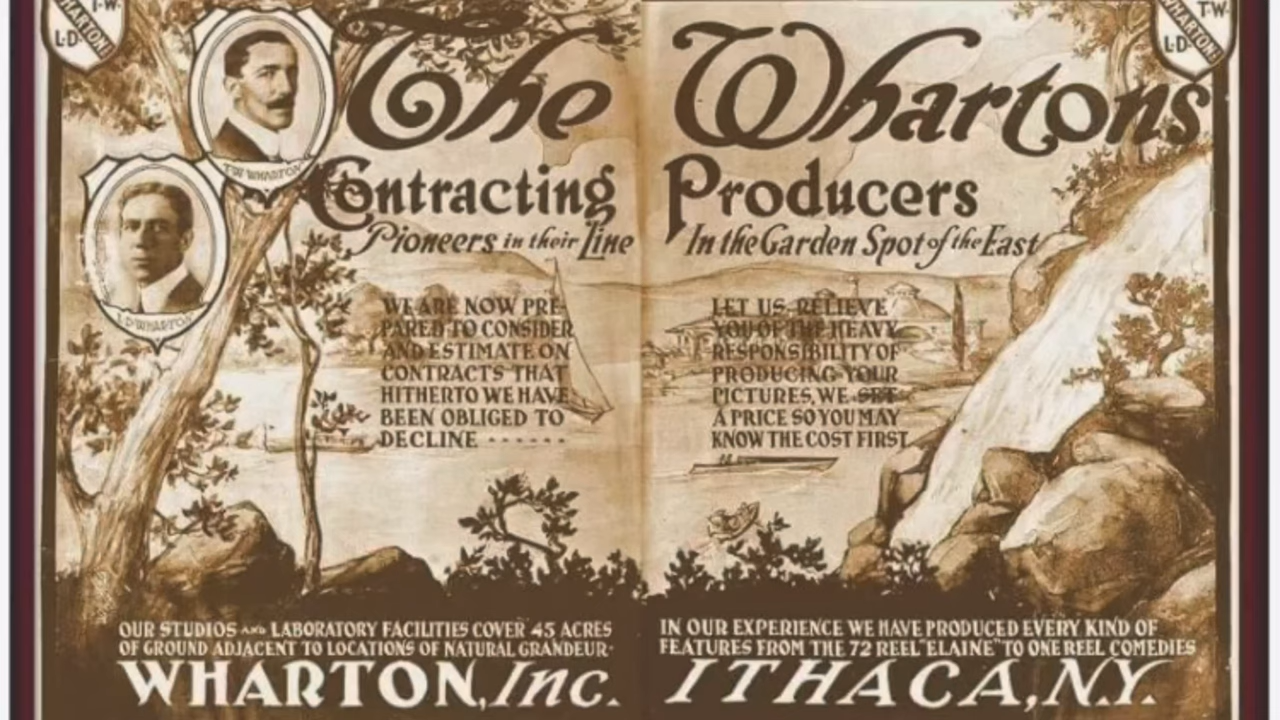 T·W·
L·D·
WHARTON
T·W·
L·D·
WHARTONS
The Whartons
Contracting Producers
Pioneers in their Line In the Garden Spot of the East
T·W· WHARTON
L·D·WHARTON
WE ARE NOW PRE-
PARED TO CONSIDER
AND ESTIMATE ON
CONTRACTS THAT
HITHERTO WE HAVE
BEEN OBLIGED TO
DECLINE - - - - - -
LET US RELIEVE
YOU OF THE HEAVY
RESPONSIBILITY OF
PRODUCING YOUR
PICTURES, WE SET
A PRICE SO YOU MAY
KNOW THE COST FIRST
OUR STUDIOS AND LABORATORY FACILITIES COVER 45 ACRES
OF GROUND ADJACENT TO LOCATIONS OF NATURAL GRANDEUR·
IN OUR EXPERIENCE WE HAVE PRODUCED EVERY KIND OF
FEATURES FROM THE 72 REEL "ELAINE" TO ONE REEL COMEDIES
WHARTON, Inc. ITHACA, N.Y.